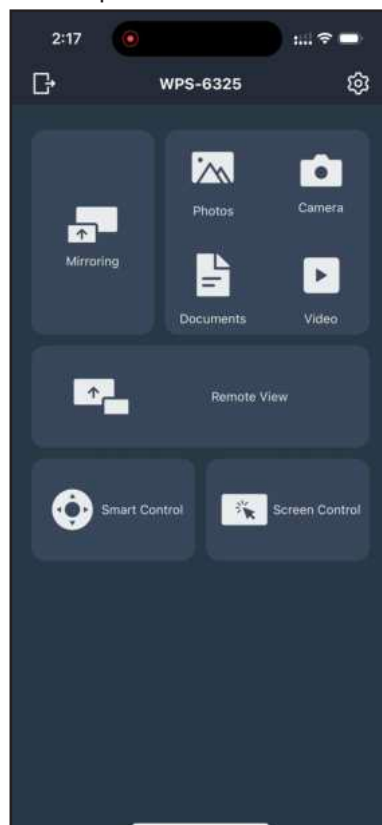 2:17
WPS-6325
Photos
Camera
Mirroring
Documents
Video
Remote View
Smart Control
Screen Control